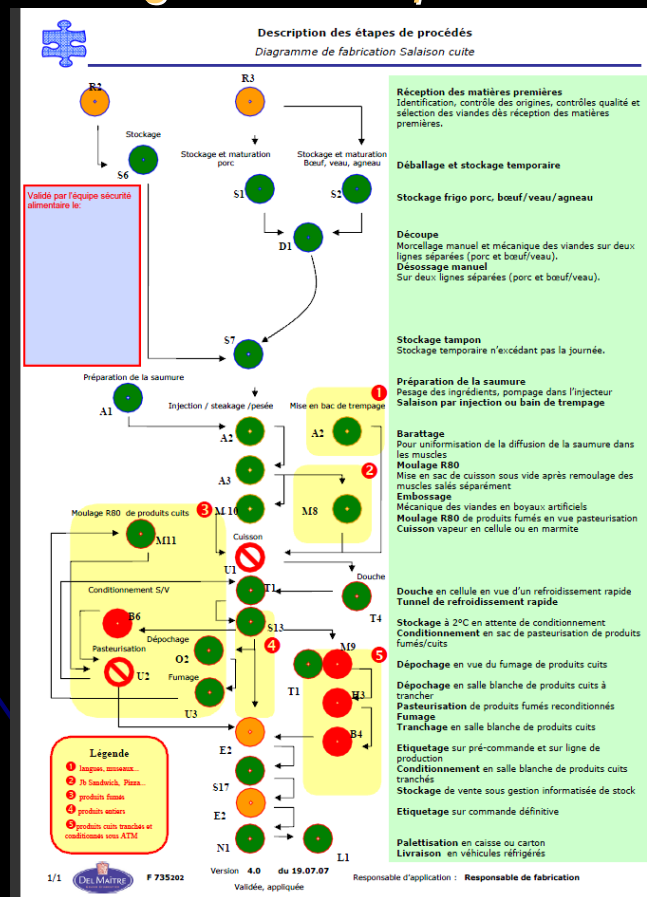 Description des étapes de procédés
Diagramme de fabrication Salaison cuite
R2
R3
Stockage
S6
Stockage et maturation
porc
Stockage et maturation
Bœuf, veau, agneau
S1
S2
D1
Validé par l'équipe sécurité
alimentaire le:
S7
Préparation de la saumure
A1
Injection / steakage /pesée
A2
Mise en bac de trempage
1
A2
A3
2
M8
3
M10
Moulage R80 de produits cuits
M11
Cuisson
U1
Douche
T4
T1
Conditionnement S/V
B6
S13
4
Dépochage
O2
Pasteurisation
U2
Fumage
U3
M9
5
T1
H3
B4
E2
S17
E2
N1
L1
Légende
1 langues, museaux...
2 Jb Sandwich, Pizza...
3 produits fumés
4 produits entiers
5 produits cuits tranchés et
conditionnés sous ATM
Réception des matières premières
Identification, contrôle des origines, contrôles qualité et
sélection des viandes dès réception des matières
premières.
Déballage et stockage temporaire
Stockage frigo porc, bœuf/veau/agneau
Découpe
Morcellage manuel et mécanique des viandes sur deux
lignes séparées (porc et bœuf/veau).
Désossage manuel
Sur deux lignes séparées (porc et bœuf/veau).
Stockage tampon
Stockage temporaire n'excédant pas la journée.
Préparation de la saumure
Pesage des ingrédients, pompage dans l'injecteur
Salaison par injection ou bain de trempage
Barattage
Pour uniformisation de la diffusion de la saumure dans
les muscles
Moulage R80
Mise en sac de cuisson sous vide après remoulage des
muscles salés séparément
Embossage
Mécanique des viandes en boyaux artificiels
Moulage R80 de produits fumés en vue pasteurisation
Cuisson vapeur en cellule ou en marmite
Douche en cellule en vue d'un refroidissement rapide
Tunnel de refroidissement rapide
Stockage à 2°C en attente de conditionnement
Conditionnement en sac de pasteurisation de produits
fumés/cuits
Dépochage en vue du fumage de produits cuits
Dépochage en salle blanche de produits cuits à
trancher
Pasteurisation de produits fumés reconditionnés
Fumage
Tranchage en salle blanche de produits cuits
Etiquetage sur pré-commande et sur ligne de
production
Conditionnement en salle blanche de produits cuits
tranchés
Stockage de vente sous gestion informatisée de stock
Etiquetage sur commande définitive
Palettisation en caisse ou carton
Livraison en véhicules réfrigérés
1/1
DEL MAÎTRE
F 735202
Version 4.0 du 19.07.07
Validée, appliquée
Responsable d'application : Responsable de fabrication